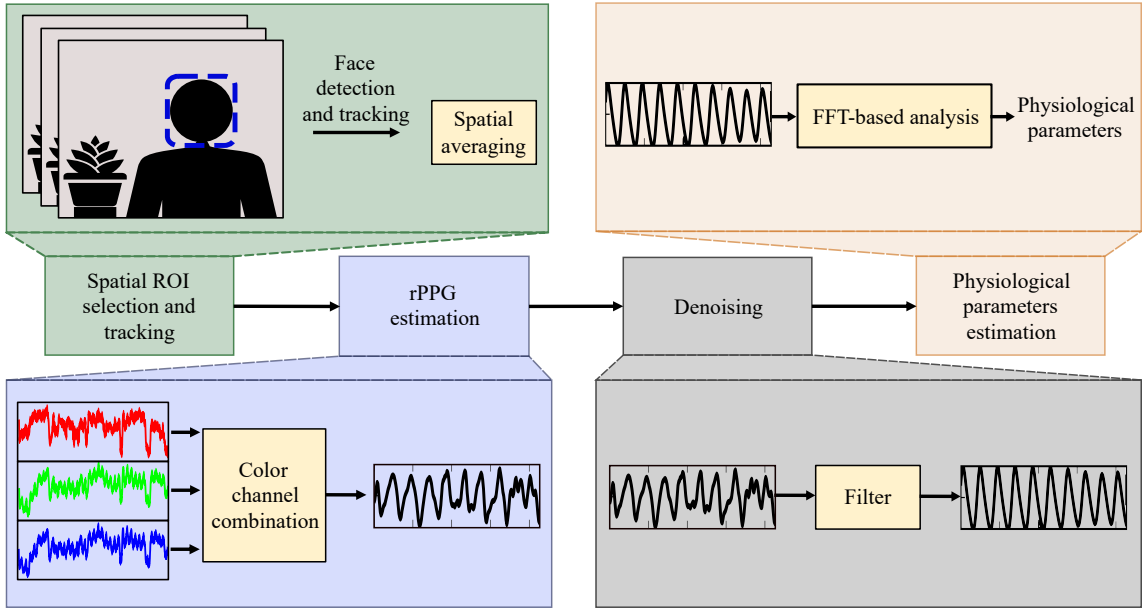 Face
detection
and tracking
Spatial
averaging
FFT-based analysis
Physiological
parameters
Spatial ROI
selection and
tracking
rPPG
estimation
Denoising
Physiological
parameters
estimation
Color
channel
combination
Filter